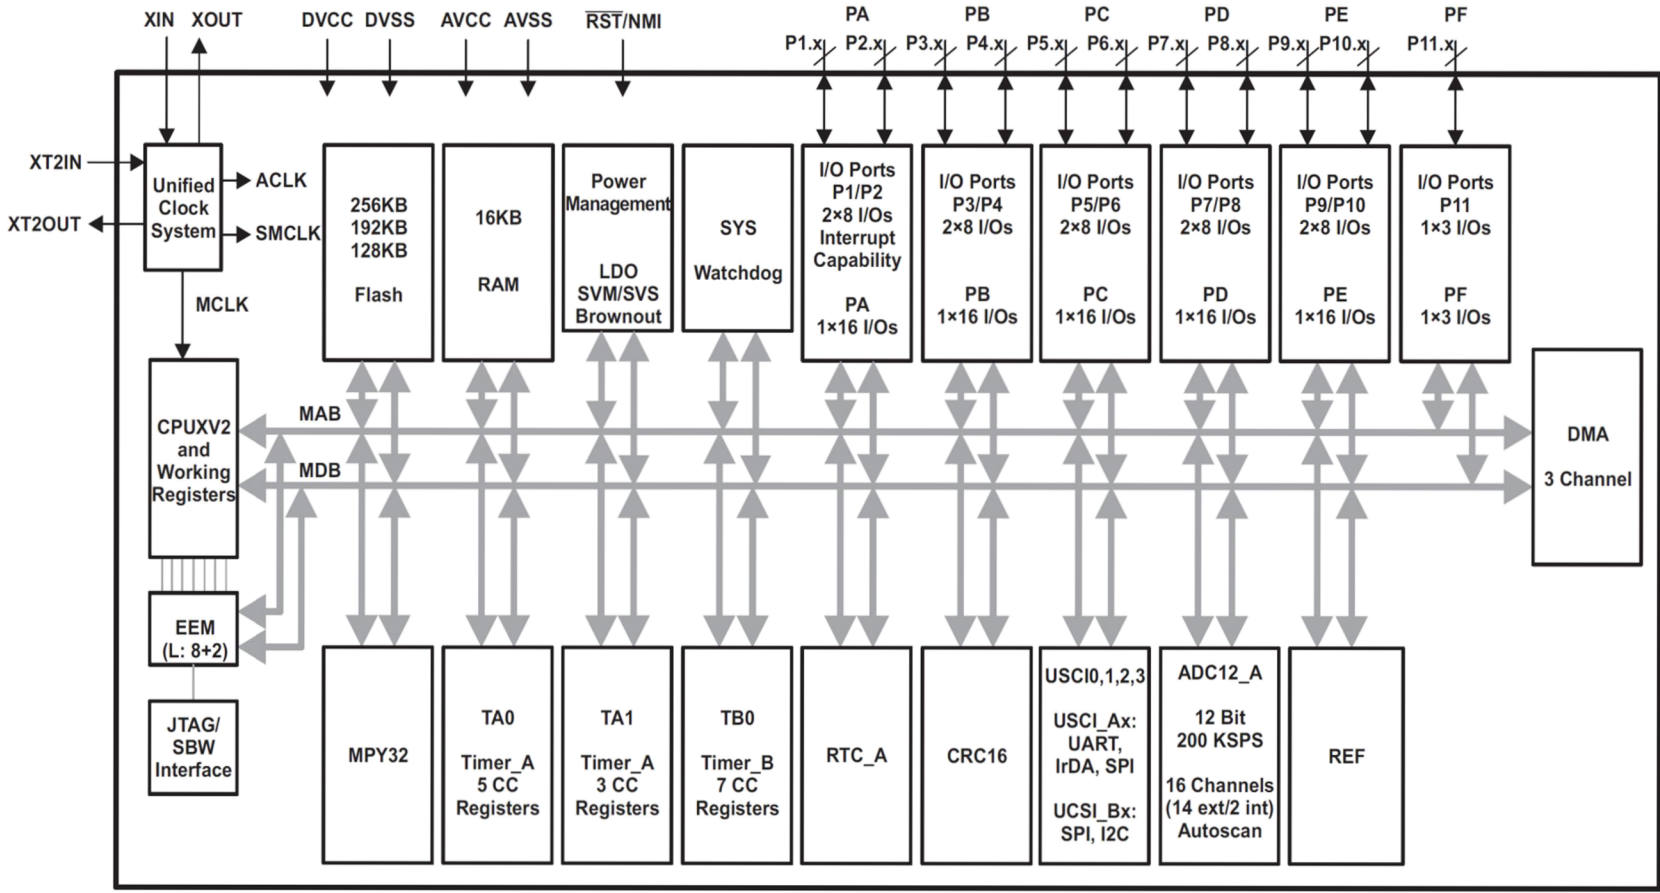 XIN XOUT DVCC DVSS AVCC AVSS RST/NMI PA PB PC PD PE PF
P1.x P2.x P3.x P4.x P5.x P6.x P7.x P8.x P9.x P10.x P11.x
XT2IN
XT2OUT
Unified
Clock
System
ACLK
SMCLK
MCLK
256KB
192KB
128KB
Flash
16KB
RAM
Power
Management
LDO
SVM/SVS
Brownout
SYS
Watchdog
I/O Ports
P1/P2
2×8 I/Os
Interrupt
Capability
PA
1×16 I/Os
I/O Ports
P3/P4
2×8 I/Os
PB
1×16 I/Os
I/O Ports
P5/P6
2×8 I/Os
PC
1×16 I/Os
I/O Ports
P7/P8
2×8 I/Os
PD
1×16 I/Os
I/O Ports
P9/P10
2×8 I/Os
PE
1×16 I/Os
I/O Ports
P11
1×3 I/Os
PF
1×3 I/Os
CPUXV2
and
Working
Registers
MAB
MDB
DMA
3 Channel
EEM
(L: 8+2)
JTAG/
SBW
Interface
MPY32
TA0
Timer_A
5 CC
Registers
TA1
Timer_A
3 CC
Registers
TB0
Timer_B
7 CC
Registers
RTC_A
CRC16
USCI0,1,2,3
USCI_Ax:
UART,
IrDA, SPI
UCSI_Bx:
SPI, I2C
ADC12_A
12 Bit
200 KSPS
16 Channels
(14 ext/2 int)
Autoscan
REF